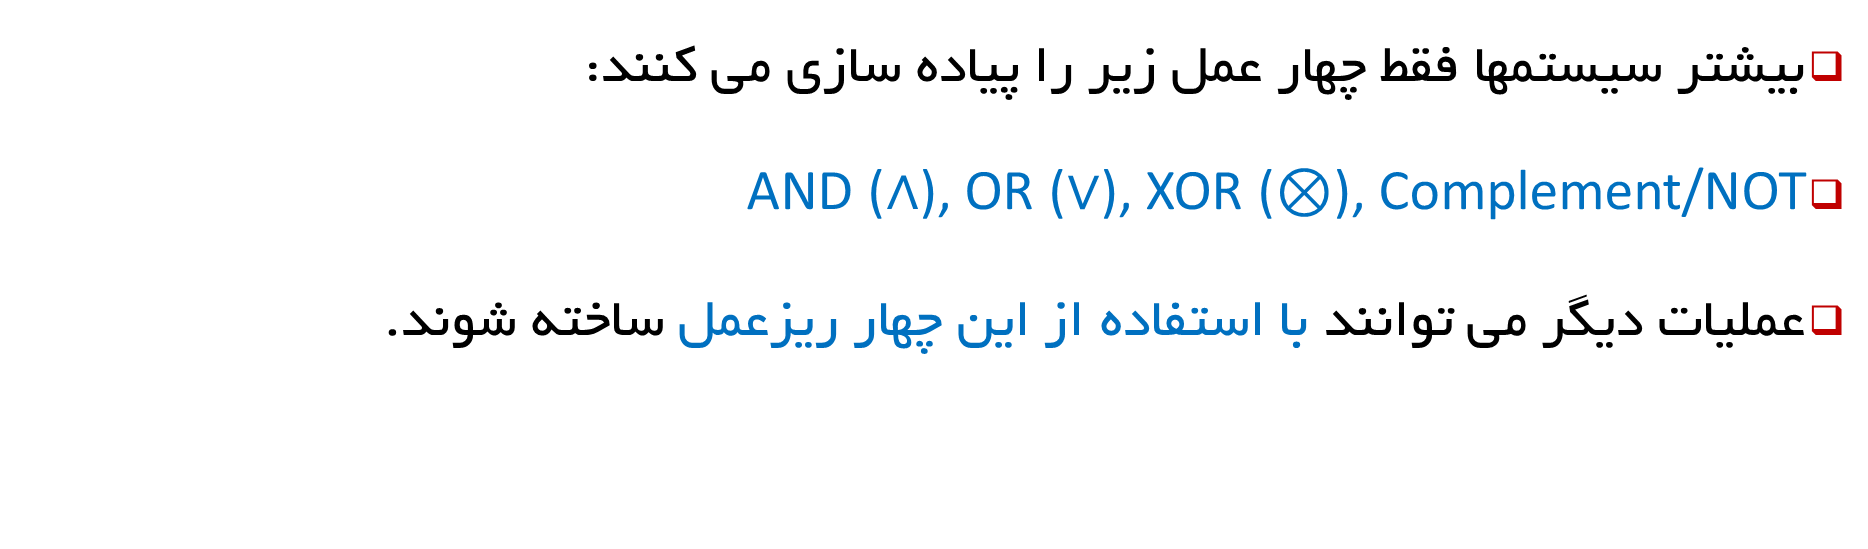 بیشتر سیستمها فقط چهار عمل زیر را پیاده سازی می کنند:
AND (∧), OR (∨), XOR (⊗), Complement/NOT
عملیات دیگر می توانند با استفاده از این چهار ریزعمل ساخته شوند.